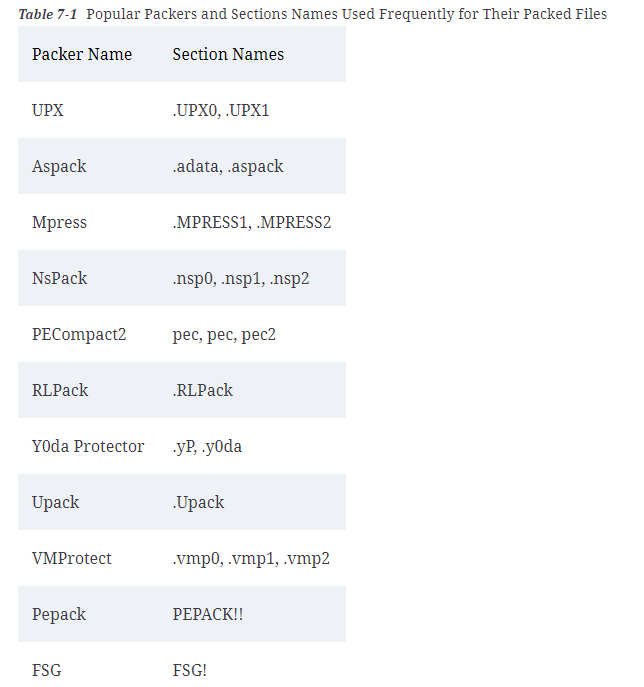 Table 7-1 Popular Packers and Sections Names Used Frequently for Their Packed Files
Packer Name Section Names
UPX .UPX0, .UPX1
Aspack .adata, .aspack
Mpress .MPRESS1, .MPRESS2
NsPack .nsp0, .nsp1, .nsp2
PECompact2 pec, pec, pec2
RLPack .RLPack
Y0da Protector .yP, .y0da
Upack .Upack
VMProtect .vmp0, .vmp1, .vmp2
Pepack PEPACK!!
FSG FSG!